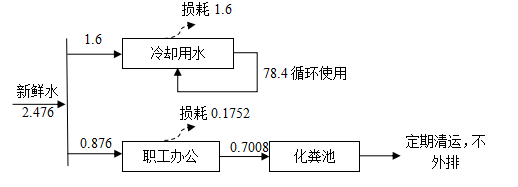 损耗 1.6
1.6
冷却用水
78.4 循环使用
新鲜水
2.476
损耗 0.1752
0.876
职工办公
0.7008
化粪池
定期清运，不
外排